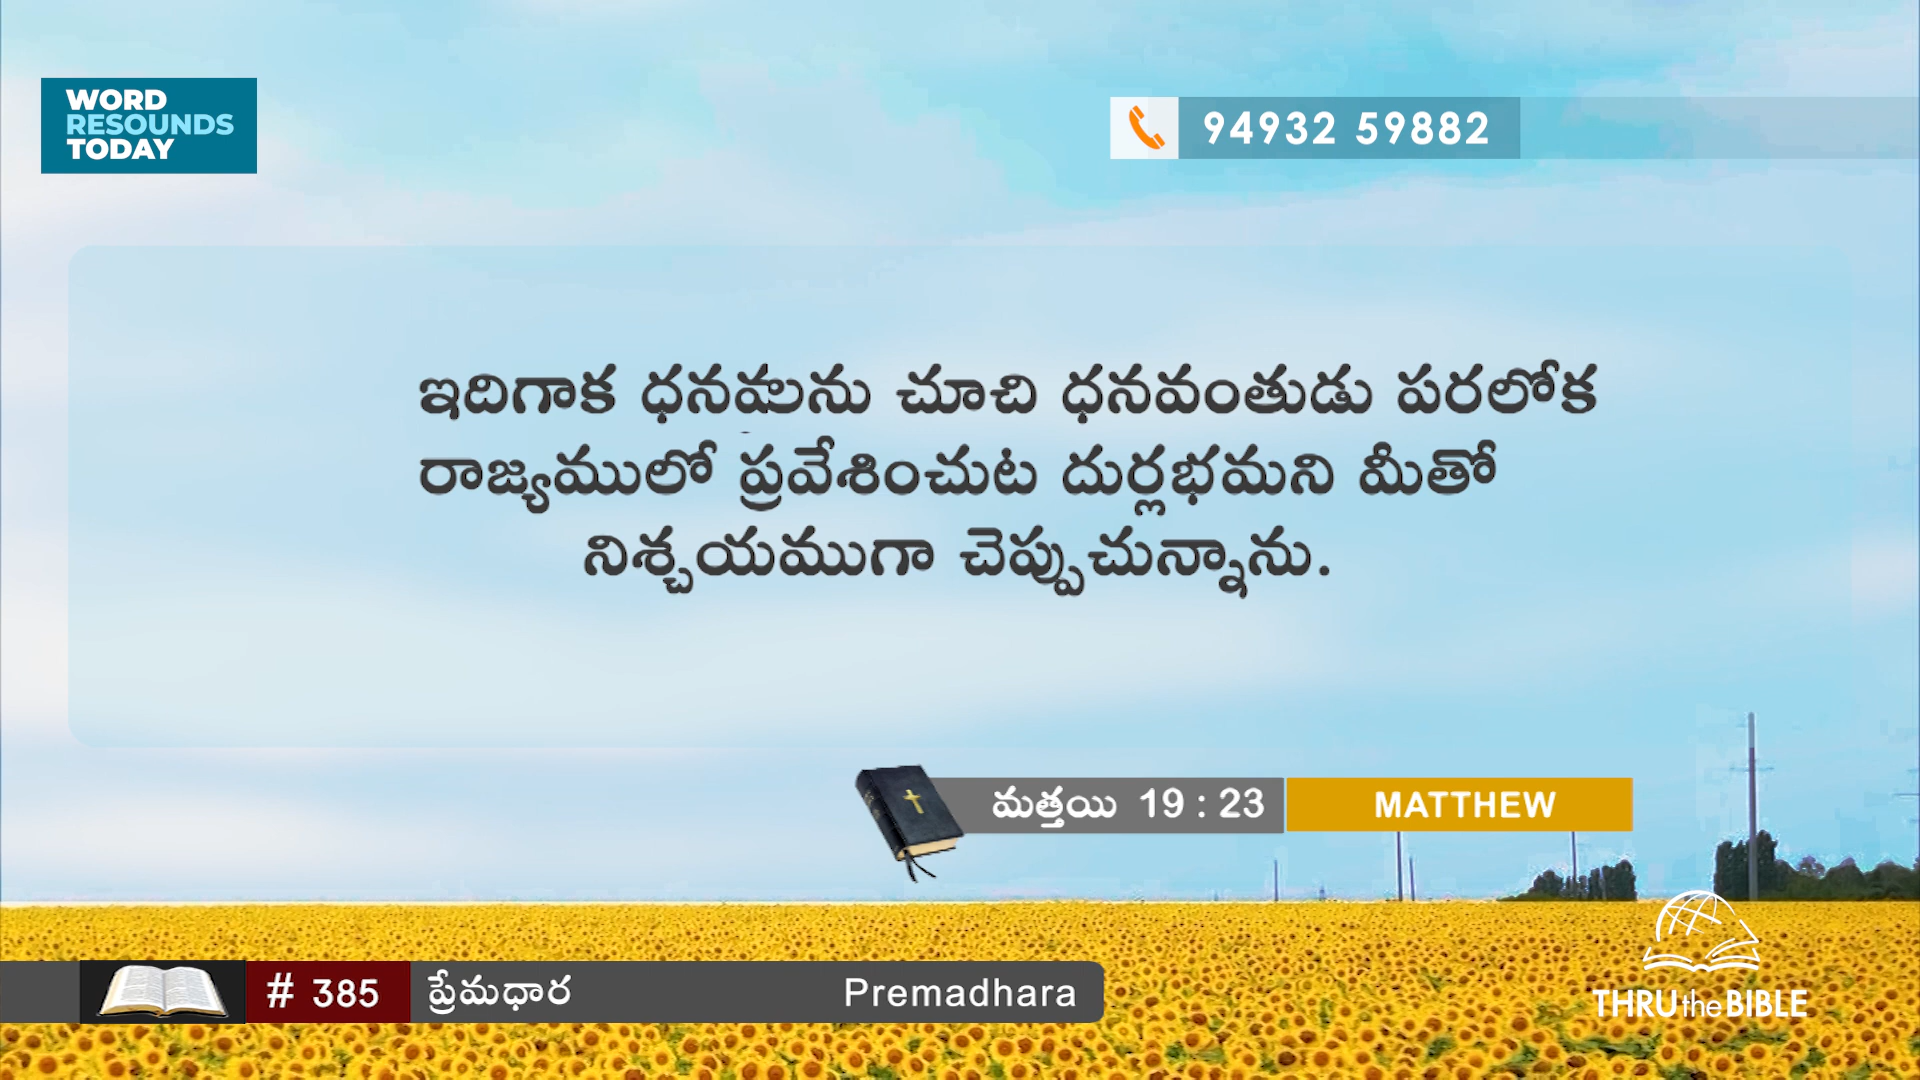 WORD
RESOUNDS
TODAY
94932 59882
ఇదిగాక చూచి ధనవంతుడు పరలోక
రాజ్యములో ప్రవేశించుట దుర్లభమని మీతో
నిశ్చయముగా చెప్పుచున్నాను.
మత్తయి 19 : 23 MATTHEW
# 385 ప్రేమధార Premadhara
THRU the BIBLE